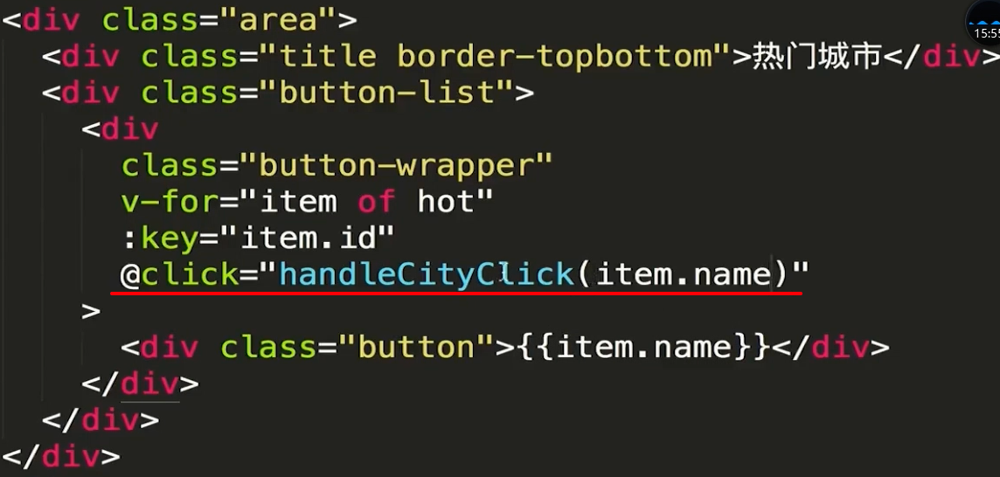 <div class="area">
<div class="title border-topbottom">热门城市</div>
15:55
<div class="button-list">
<div
class="button-wrapper"
v-for="item of hot"
:key="item.id"
@click="handleCityClick(item.name)"
>
<div class="button">{{item.name}}</div>
</div>
</div>
</div>